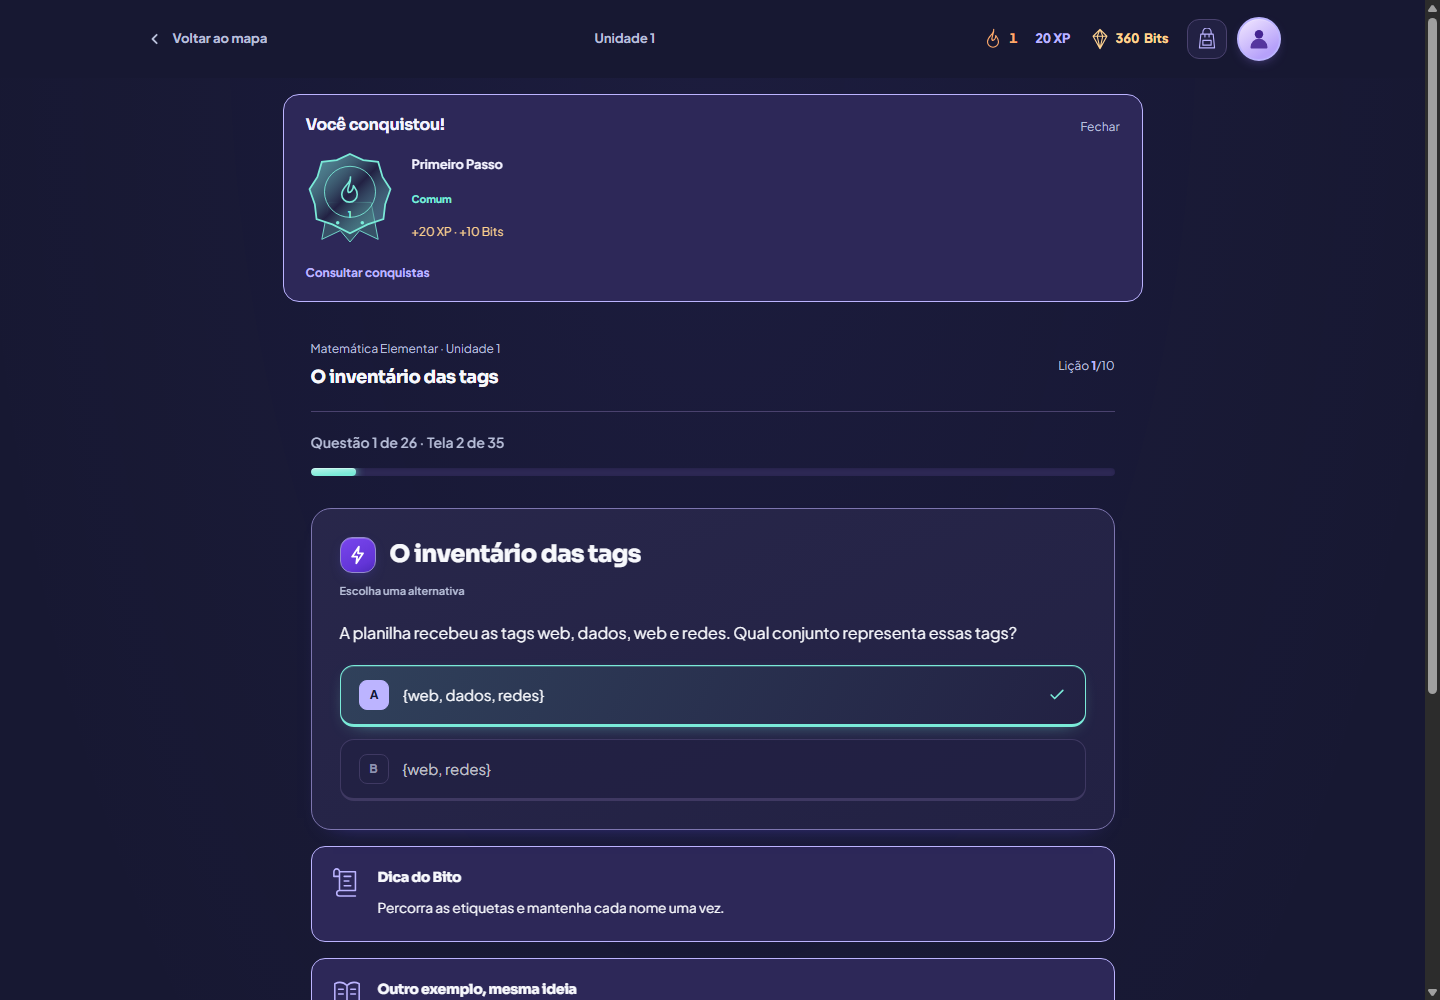 Voltar ao mapa
Unidade 1
1
20 XP
360 Bits
Você conquistou!
Fechar
1
Primeiro Passo
Comum
+20 XP · +10 Bits
Consultar conquistas
Matemática Elementar · Unidade 1
O inventário das tags
Lição 1/10
Questão 1 de 26 · Tela 2 de 35
O inventário das tags
Escolha uma alternativa
A planilha recebeu as tags web, dados, web e redes. Qual conjunto representa essas tags?
A {web, dados, redes}
B {web, redes}
Dica do Bito
Percorra as etiquetas e mantenha cada nome uma vez.
Outro exemplo, mesma ideia